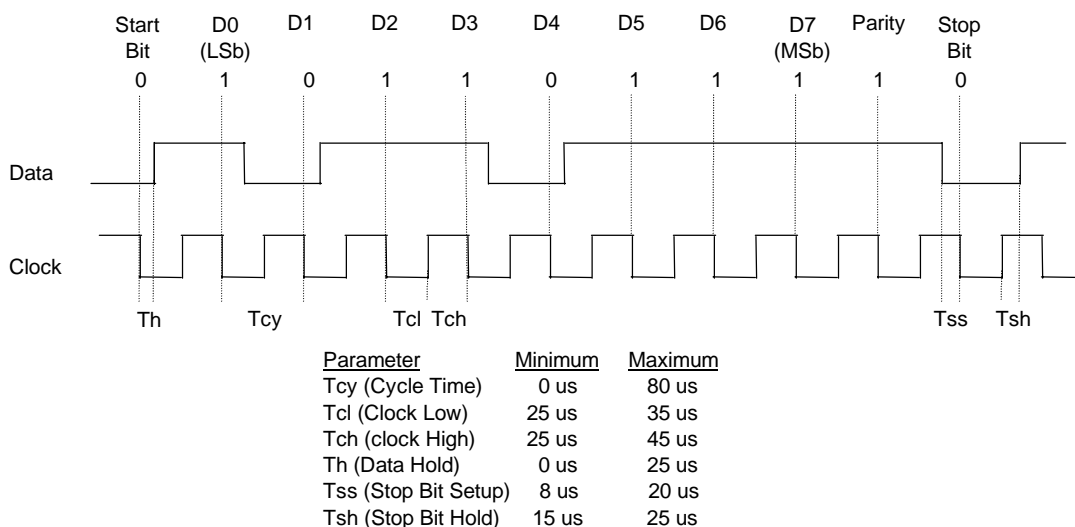 Start Bit D0 (LSb) D1 D2 D3 D4 D5 D6 D7 (MSb) Parity Stop Bit
0 1 0 1 1 0 1 1 1 1 0
Data
Clock
Th Tcy Tcl Tch Tss Tsh
Parameter Minimum Maximum
Tcy (Cycle Time) 0 us 80 us
Tcl (Clock Low) 25 us 35 us
Tch (clock High) 25 us 45 us
Th (Data Hold) 0 us 25 us
Tss (Stop Bit Setup) 8 us 20 us
Tsh (Stop Bit Hold) 15 us 25 us